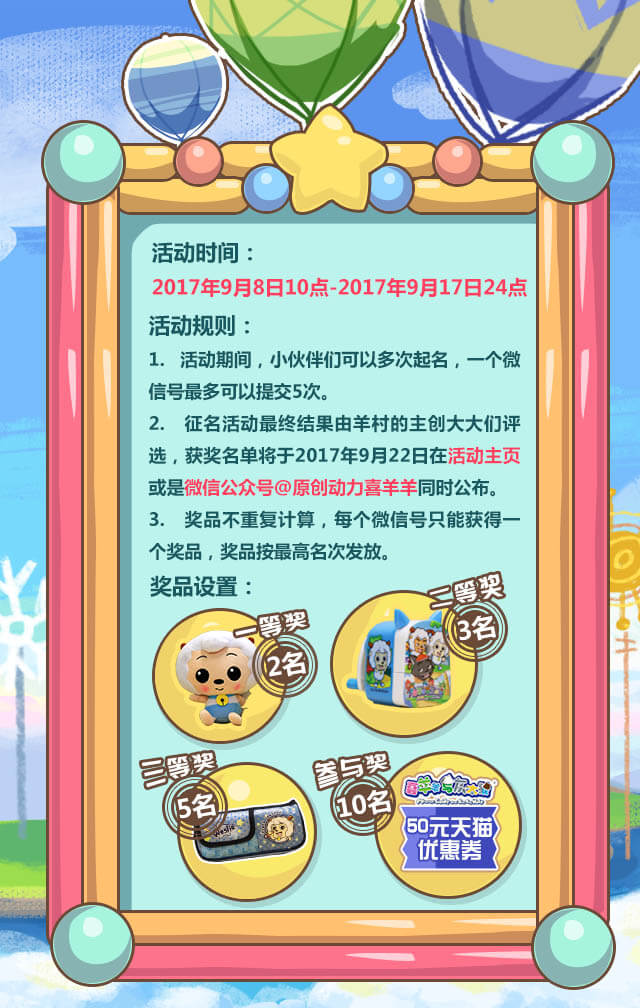 活动时间：
2017年9月8日10点-2017年9月17日24点
活动规则：
1. 活动期间，小伙伴们可以多次起名，一个微
信号最多可以提交5次。
2. 征名活动最终结果由羊村的主创大大们评
选，获奖名单将于2017年9月22日在活动主页
或是微信公众号@原创动力喜羊羊同时公布。
3. 奖品不重复计算，每个微信号只能获得一
个奖品，奖品按最高名次发放。
奖品设置：
一等奖
2名
二等奖
3名
三等奖
5名
参与奖
10名
喜羊羊与灰太狼
50元天猫
优惠券